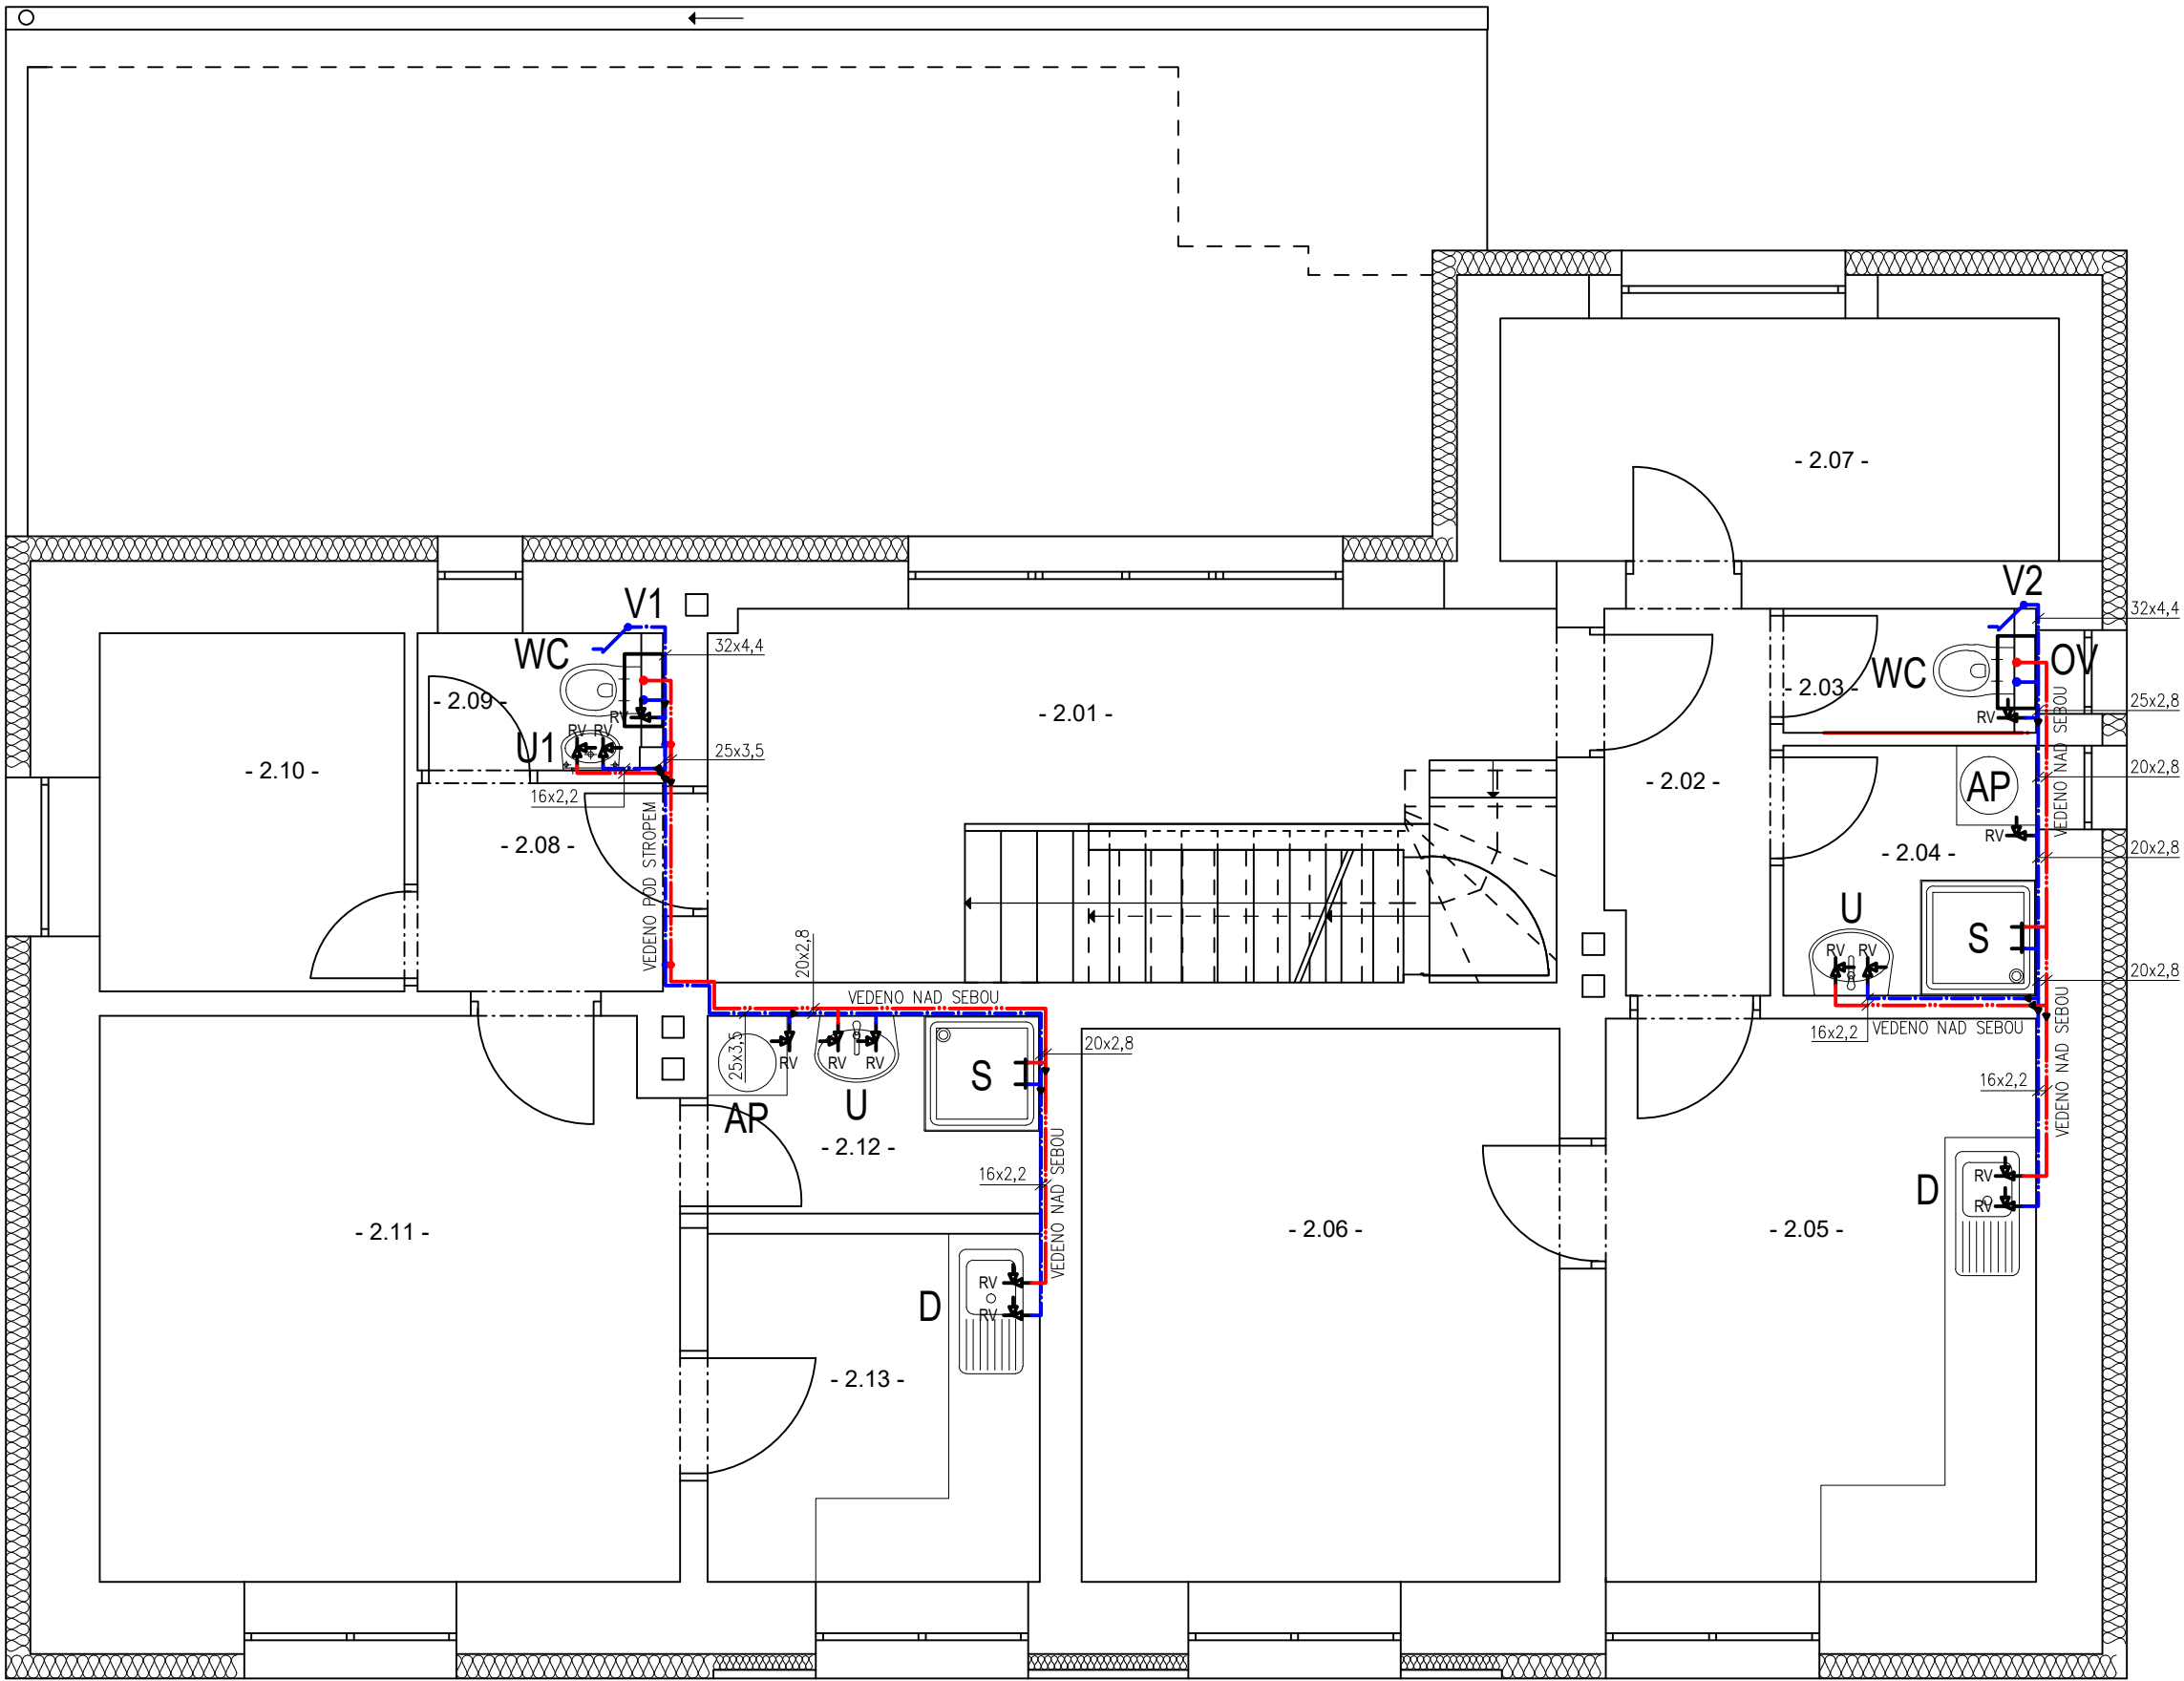 - 2.07 -
V2
V1
32x4,4
WC
32x4,4
WC
OV
- 2.03 -
- 2.09 -
RV
25x2,8
RV
- 2.01 -
VEDENO NAD SEBOU
RV RV
U1
25x3,5
- 2.10 -
16x2,2
- 2.02 -
AP
20x2,8
RV
- 2.08 -
VEDENO POD STROPEM
- 2.04 -
20x2,8
U
S
RV RV
20x2,8
20x2,8
VEDENO NAD SEBOU
16x2,2
VEDENO NAD SEBOU
VEDENO NAD SEBOU
25x3,5
RV
RV
RV
20x2,8
S
AP
U
16x2,2
- 2.12 -
16x2,2
VEDENO NAD SEBOU
RV
D
RV
- 2.11 -
- 2.06 -
- 2.05 -
RV
D
RV
- 2.13 -